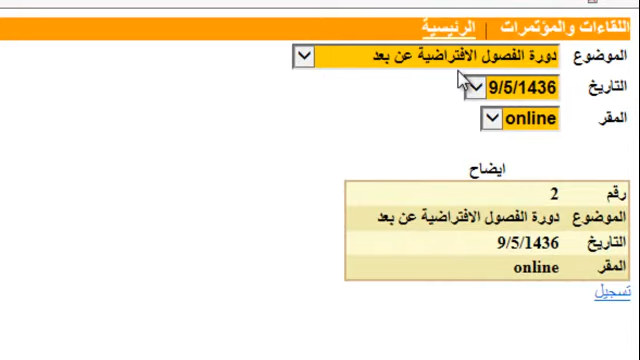 اللقاءات والمؤتمرات | الرئيسية
الموضوع دورة الفصول الافتراضية عن بعد
التاريخ 9/5/1436
المقر online
ايضاح
رقم 2
الموضوع دورة الفصول الافتراضية عن بعد
التاريخ 9/5/1436
المقر online
تسجيل